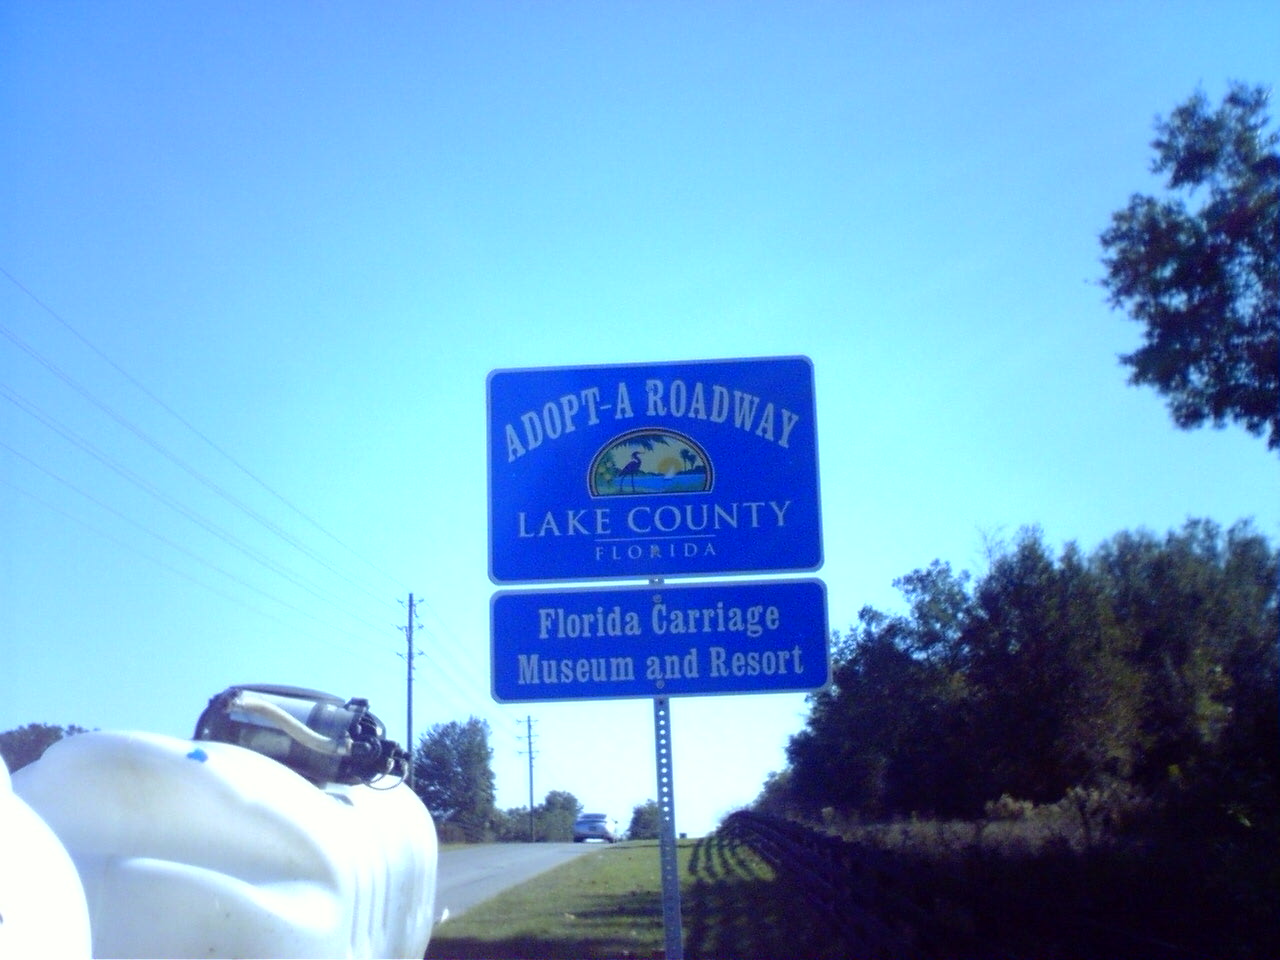 ADOPT-A ROADWAY
LAKE COUNTY
FLORIDA
Florida Carriage
Museum and Resort